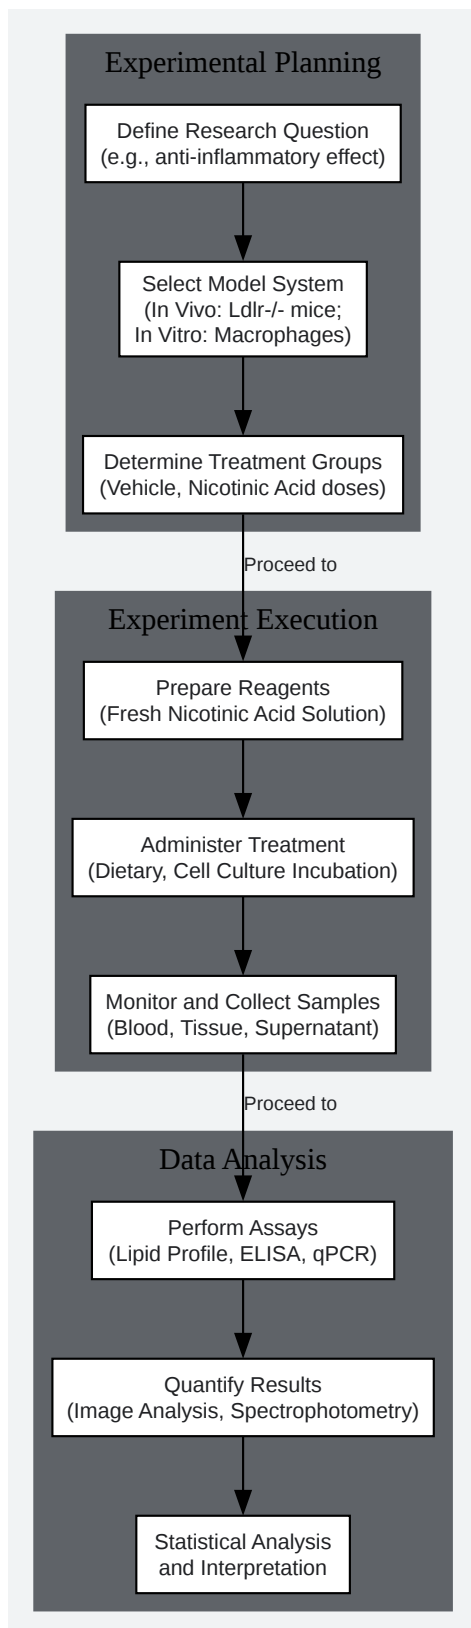 Experimental Planning
Define Research Question
(e.g., anti-inflammatory effect)
Select Model System
(In Vivo: Ldlr-/- mice;
In Vitro: Macrophages)
Determine Treatment Groups
(Vehicle, Nicotinic Acid doses)
Proceed to
Experiment Execution
Prepare Reagents
(Fresh Nicotinic Acid Solution)
Administer Treatment
(Dietary, Cell Culture Incubation)
Monitor and Collect Samples
(Blood, Tissue, Supernatant)
Proceed to
Data Analysis
Perform Assays
(Lipid Profile, ELISA, qPCR)
Quantify Results
(Image Analysis, Spectrophotometry)
Statistical Analysis
and Interpretation